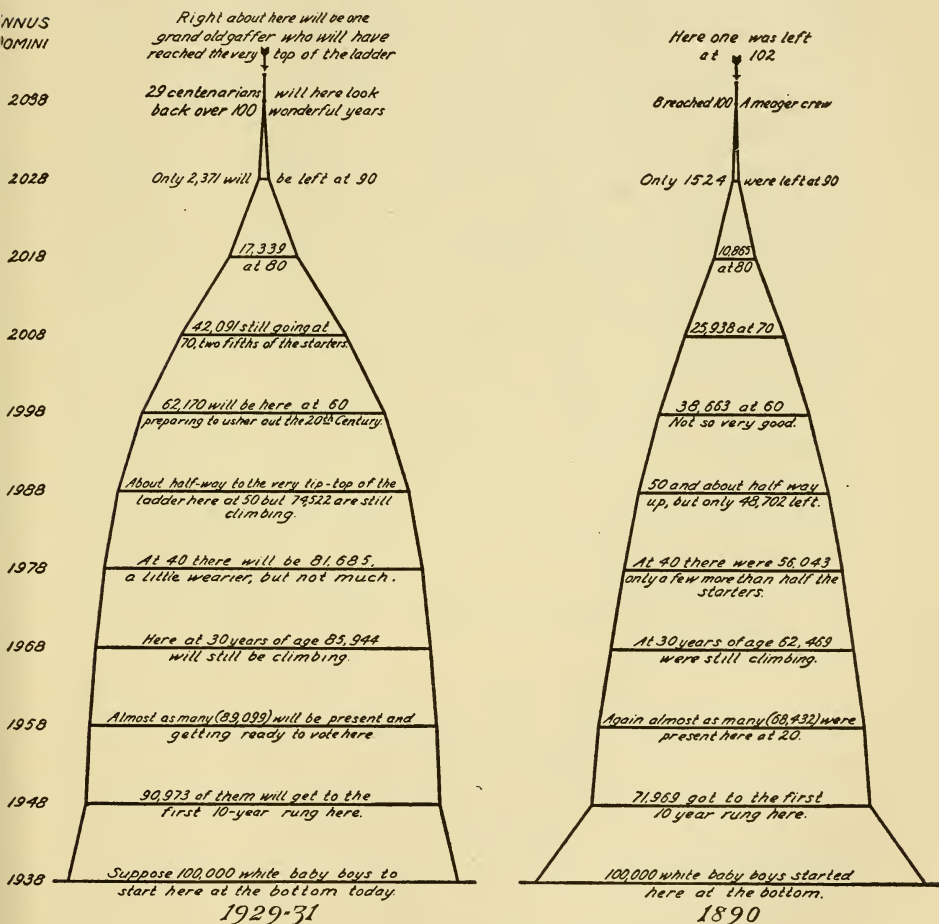 NNUS
OMINI
2038
2028
2018
2008
1998
1988
1978
1968
1958
1948
1938
Right about here will be one
grand old gaffer who will have
reached the very top of the ladder
29 centenarians will here look
back over 100 wonderful years
Only 2,371 will be left at 90
17,339
at 80
42,091 still going at
70, two fifths of the starters.
62,170 will be here at 60
preparing to usher out the 20th Century.
About half-way to the very tip-top of the
ladder here at 50 but 74,522 are still
climbing.
At 40 there will be 81,685,
a little wearier, but not much.
Here at 30 years of age 85,944
will still be climbing.
Almost as many (89,099) will be present and
getting ready to vote here.
90,973 of them will get to the
first 10-year rung here.
Suppose 100,000 white baby boys to
start here at the bottom today.
1929-31
Here one was left
at 102
8 reached 100 A meager crew
Only 1524 were left at 90
10,865
at 80
25,938 at 70
38,663 at 60
Not so very good.
50 and about half way
up, but only 48,702 left.
At 40 there were 56,043
only a few more than half the
starters.
At 30 years of age 62,469
were still climbing.
Again almost as many (68,432) were
present here at 20.
71,969 got to the first
10 year rung here.
100,000 white baby boys started
here at the bottom.
1890